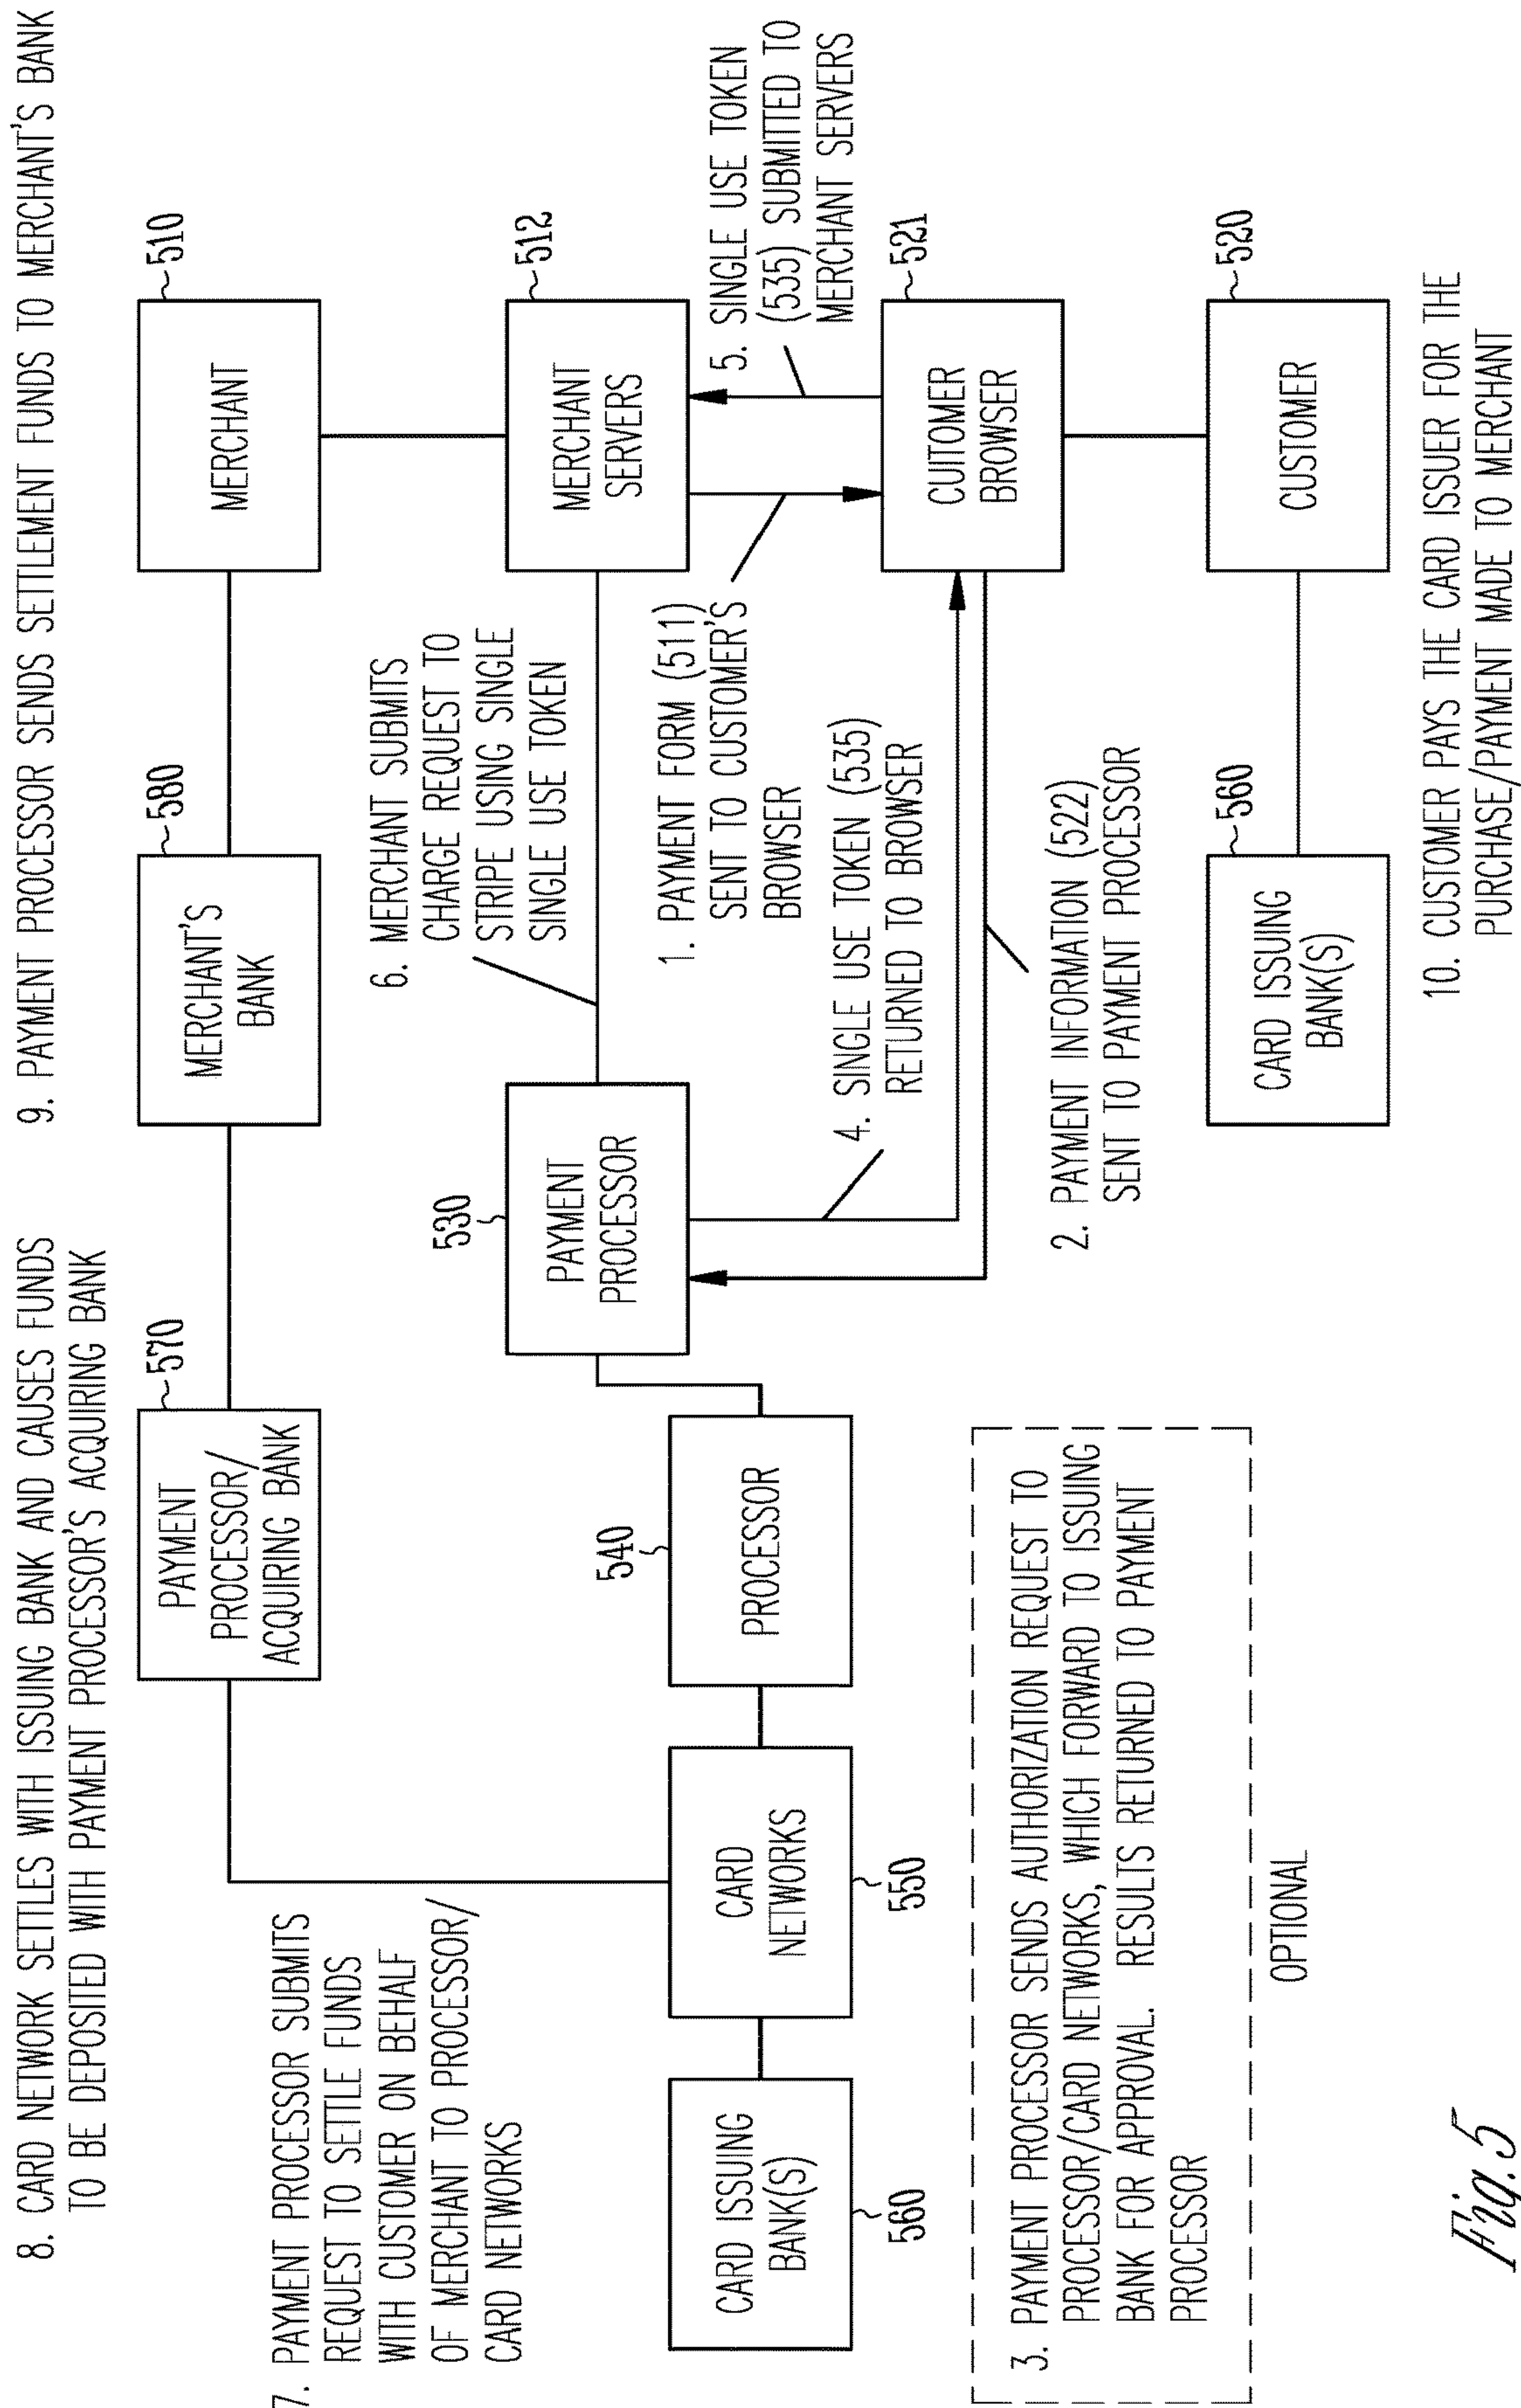 8. CARD NETWORK SETTLES WITH ISSUING BANK AND CAUSES FUNDS
TO BE DEPOSITED WITH PAYMENT PROCESSOR'S ACQUIRING BANK
9. PAYMENT PROCESSOR SENDS SETTLEMENT FUNDS TO MERCHANT'S BANK
570
PAYMENT
PROCESSOR/
ACQUIRING BANK
580
MERCHANT'S
BANK
510
MERCHANT
7. PAYMENT PROCESSOR SUBMITS
REQUEST TO SETTLE FUNDS
WITH CUSTOMER ON BEHALF
OF MERCHANT TO PROCESSOR/
CARD NETWORKS
6. MERCHANT SUBMITS
CHARGE REQUEST TO
STRIPE USING SINGLE
SINGLE USE TOKEN
530
PAYMENT
PROCESSOR
512
MERCHANT
SERVERS
560
CARD ISSUING
BANK(S)
550
CARD
NETWORKS
540
PROCESSOR
1. PAYMENT FORM (511)
SENT TO CUSTOMER'S
BROWSER
5. SINGLE USE TOKEN
(535) SUBMITTED TO
MERCHANT SERVERS
4. SINGLE USE TOKEN (535)
RETURNED TO BROWSER
521
CUITOMER
BROWSER
2. PAYMENT INFORMATION (522)
SENT TO PAYMENT PROCESSOR
3. PAYMENT PROCESSOR SENDS AUTHORIZATION REQUEST TO
PROCESSOR/CARD NETWORKS, WHICH FORWARD TO ISSUING
BANK FOR APPROVAL. RESULTS RETURNED TO PAYMENT
PROCESSOR
OPTIONAL
560
CARD ISSUING
BANK(S)
520
CUSTOMER
10. CUSTOMER PAYS THE CARD ISSUER FOR THE
PURCHASE/PAYMENT MADE TO MERCHANT
Fig.5